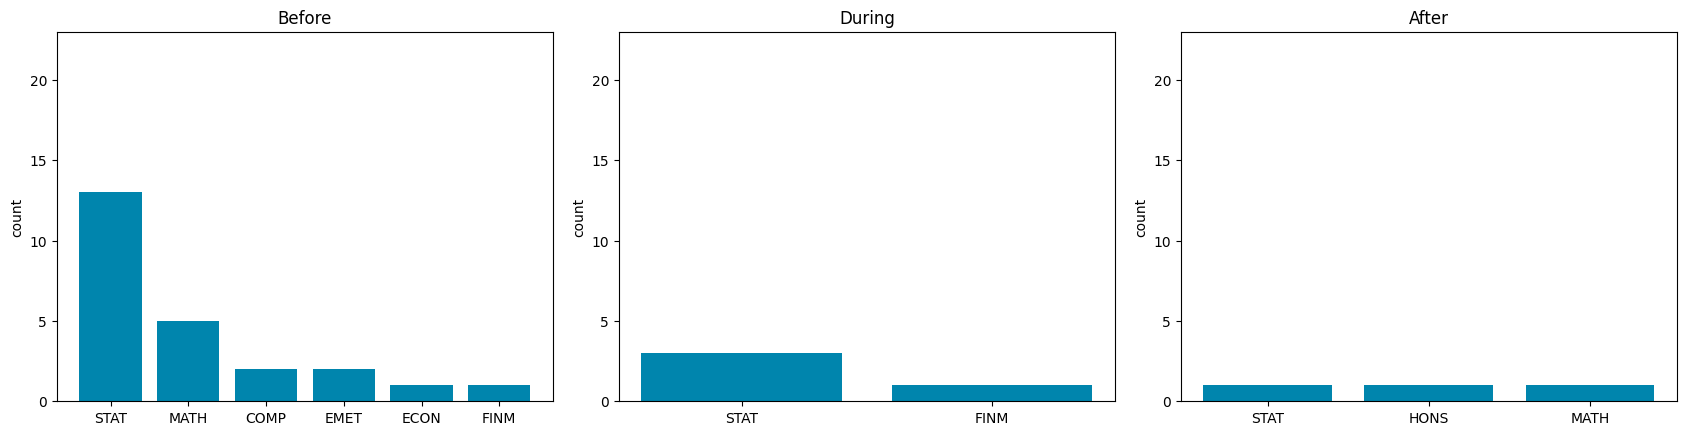 Before
During
After
20
15
10
5
0
count
STAT MATH COMP EMET ECON FINM
20
15
10
5
0
count
STAT FINM
20
15
10
5
0
count
STAT HONS MATH